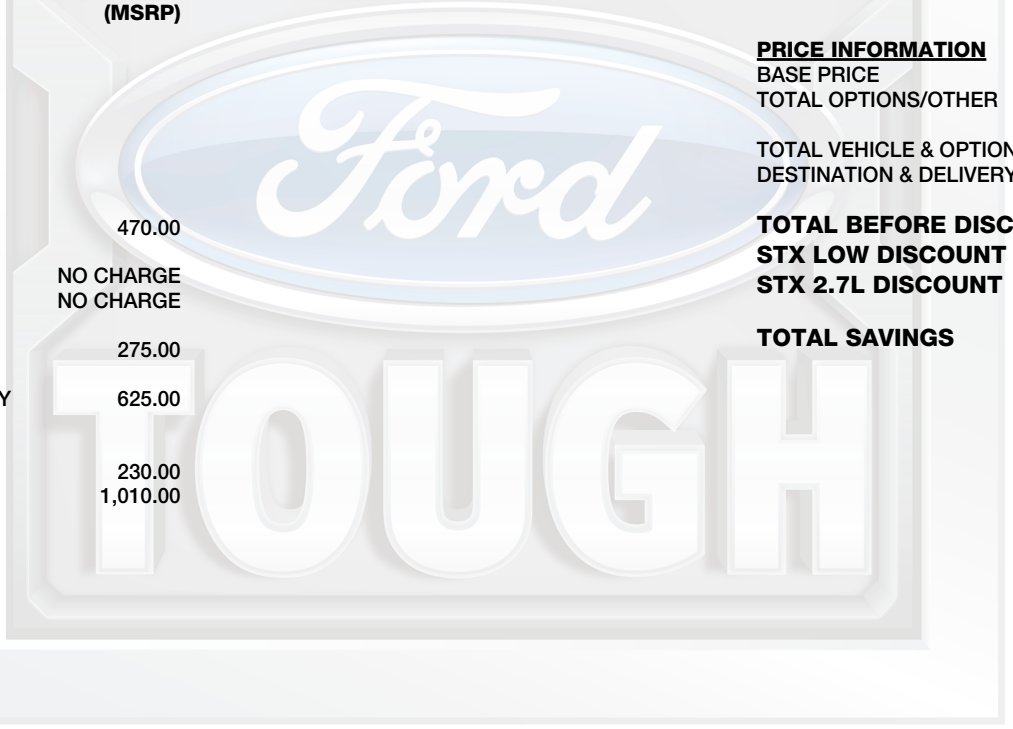 (MSRP)
470.00
NO CHARGE
NO CHARGE
275.00
Y 625.00
230.00
1,010.00
PRICE INFORMATION
BASE PRICE
TOTAL OPTIONS/OTHER
TOTAL VEHICLE & OPTION
DESTINATION & DELIVERY
TOTAL BEFORE DISC
STX LOW DISCOUNT
STX 2.7L DISCOUNT
TOTAL SAVINGS
Ford
TOUGH